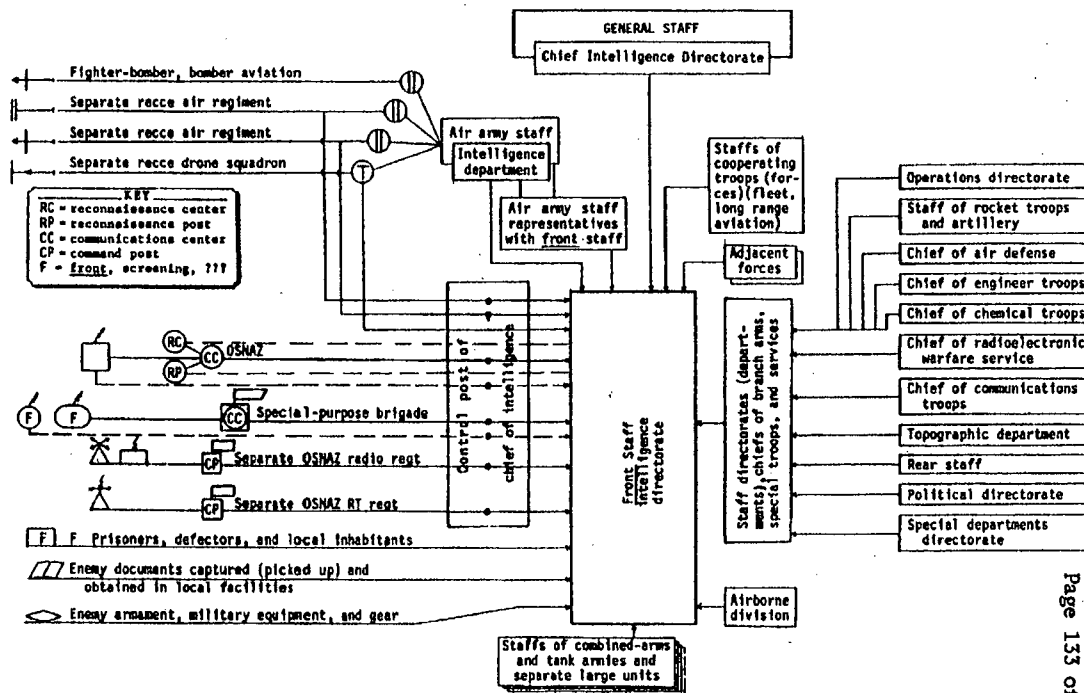 GENERAL STAFF
Chief Intelligence Directorate
Fighter-bomber, bomber aviation
Separate recce air regiment
Separate recce air regiment
Separate recce drone squadron
T
Air army staff
Intelligence
department
Air army staff
representatives
with front staff
Staffs of
cooperating
troops (for-
ces)(fleet,
long range
aviation)
Adjacent
forces
KEY
RC = reconnaissance center
RP = reconnaissance post
CC = communications center
CP = command post
F = front, screening, ???
RC
RP
CC
OSNAZ
F
F
CC
Special-purpose brigade
CP
Separate OSNAZ radio regt
CP
Separate OSNAZ RT regt
F
F Prisoners, defectors, and local inhabitants
Enemy documents captured (picked up) and
obtained in local facilities
Enemy armament, military equipment, and gear
Control post of
chief of intelligence
Front Staff
intelligence
directorate
Staff directorates (depart-
ments), chiefs of branch arms,
special troops, and services
Operations directorate
Staff of rocket troops
and artillery
Chief of air defense
Chief of engineer troops
Chief of chemical troops
Chief of radioelectronic
warfare service
Chief of communications
troops
Topographic department
Rear staff
Political directorate
Special departments
directorate
Airborne
division
Staffs of combined-arms
and tank armies and
separate large units
Page 133 of